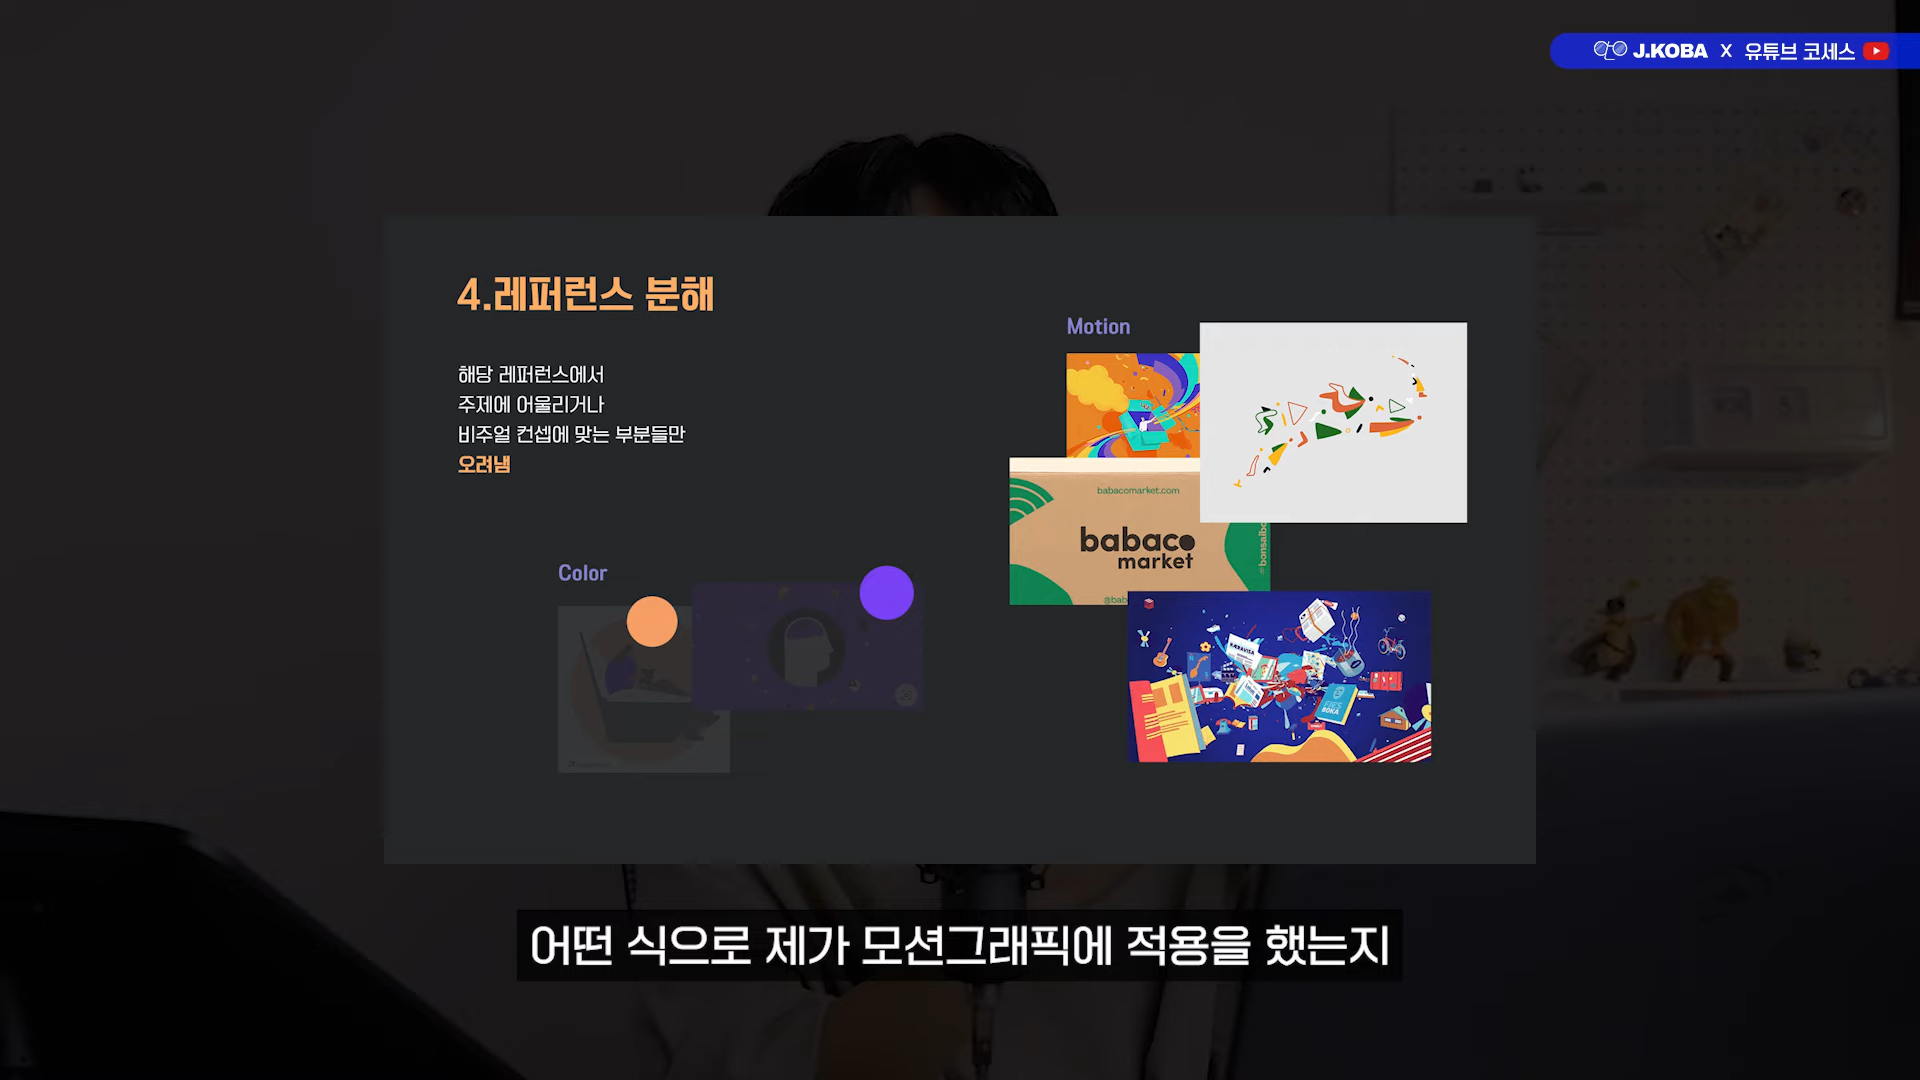 J.KOBA X 유튜브 코세스
4.레퍼런스 분해
해당 레퍼런스에서
주제에 어울리거나
비주얼 컨셉에 맞는 부분들만
오려냄
Color
Motion
babacomarket.com
babaco
market
어떤 식으로 제가 모션그래픽에 적용을 했는지